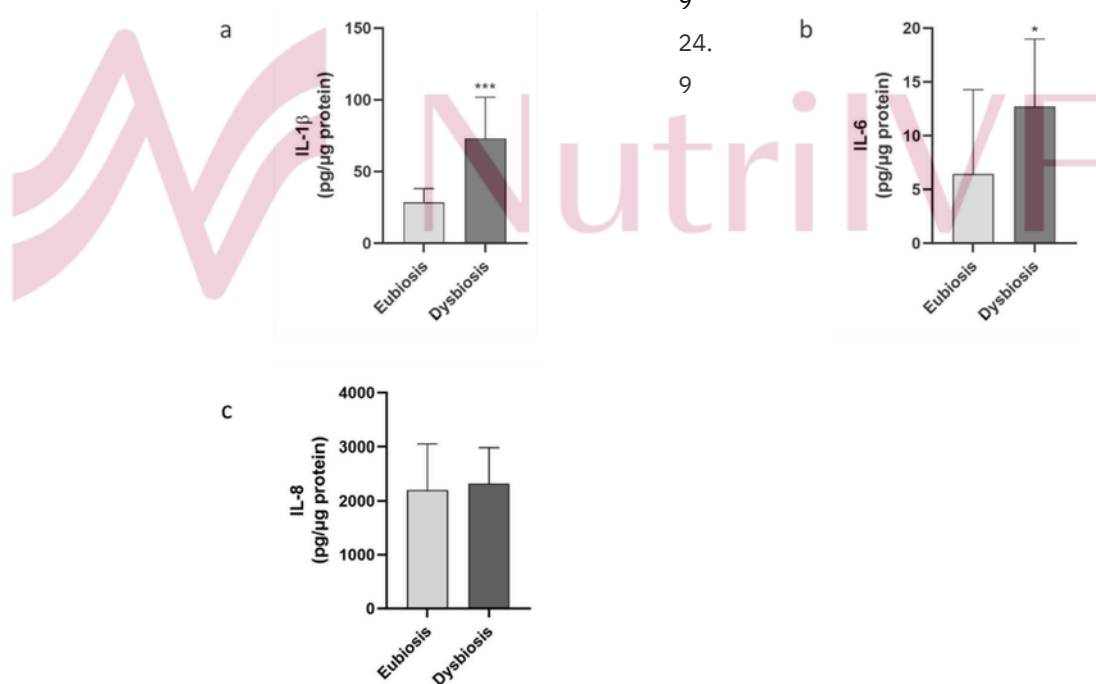 a
150
100
50
0
IL-1β
(pg/μg protein)
***
Eubiosis
Dysbiosis
9
24.
9
b
20
15
10
5
0
IL-6
(pg/μg protein)
*
Eubiosis
Dysbiosis
NutriIVF
c
4000
3000
2000
1000
0
IL-8
(pg/μg protein)
Eubiosis
Dysbiosis